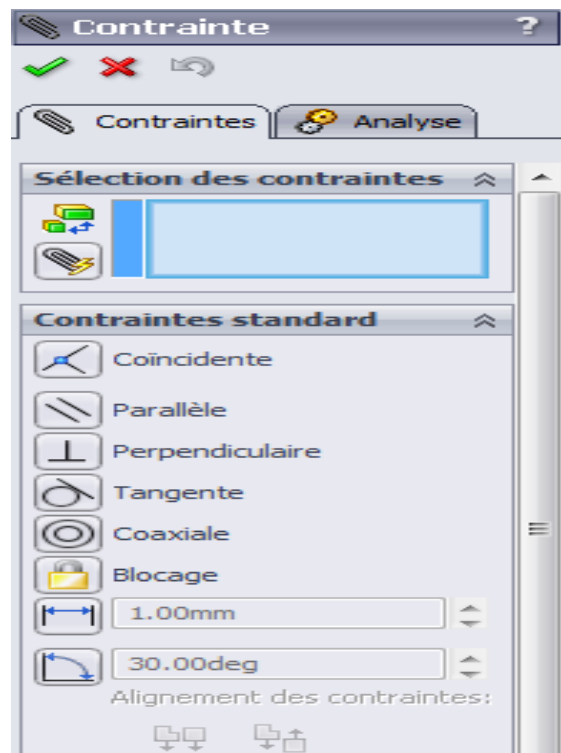 Contrainte ?
Contraintes Analyse
Sélection des contraintes
Contraintes standard
Coïncidente
Parallèle
Perpendiculaire
Tangente
Coaxiale
Blocage
1.00mm
30.00deg
Alignement des contraintes: